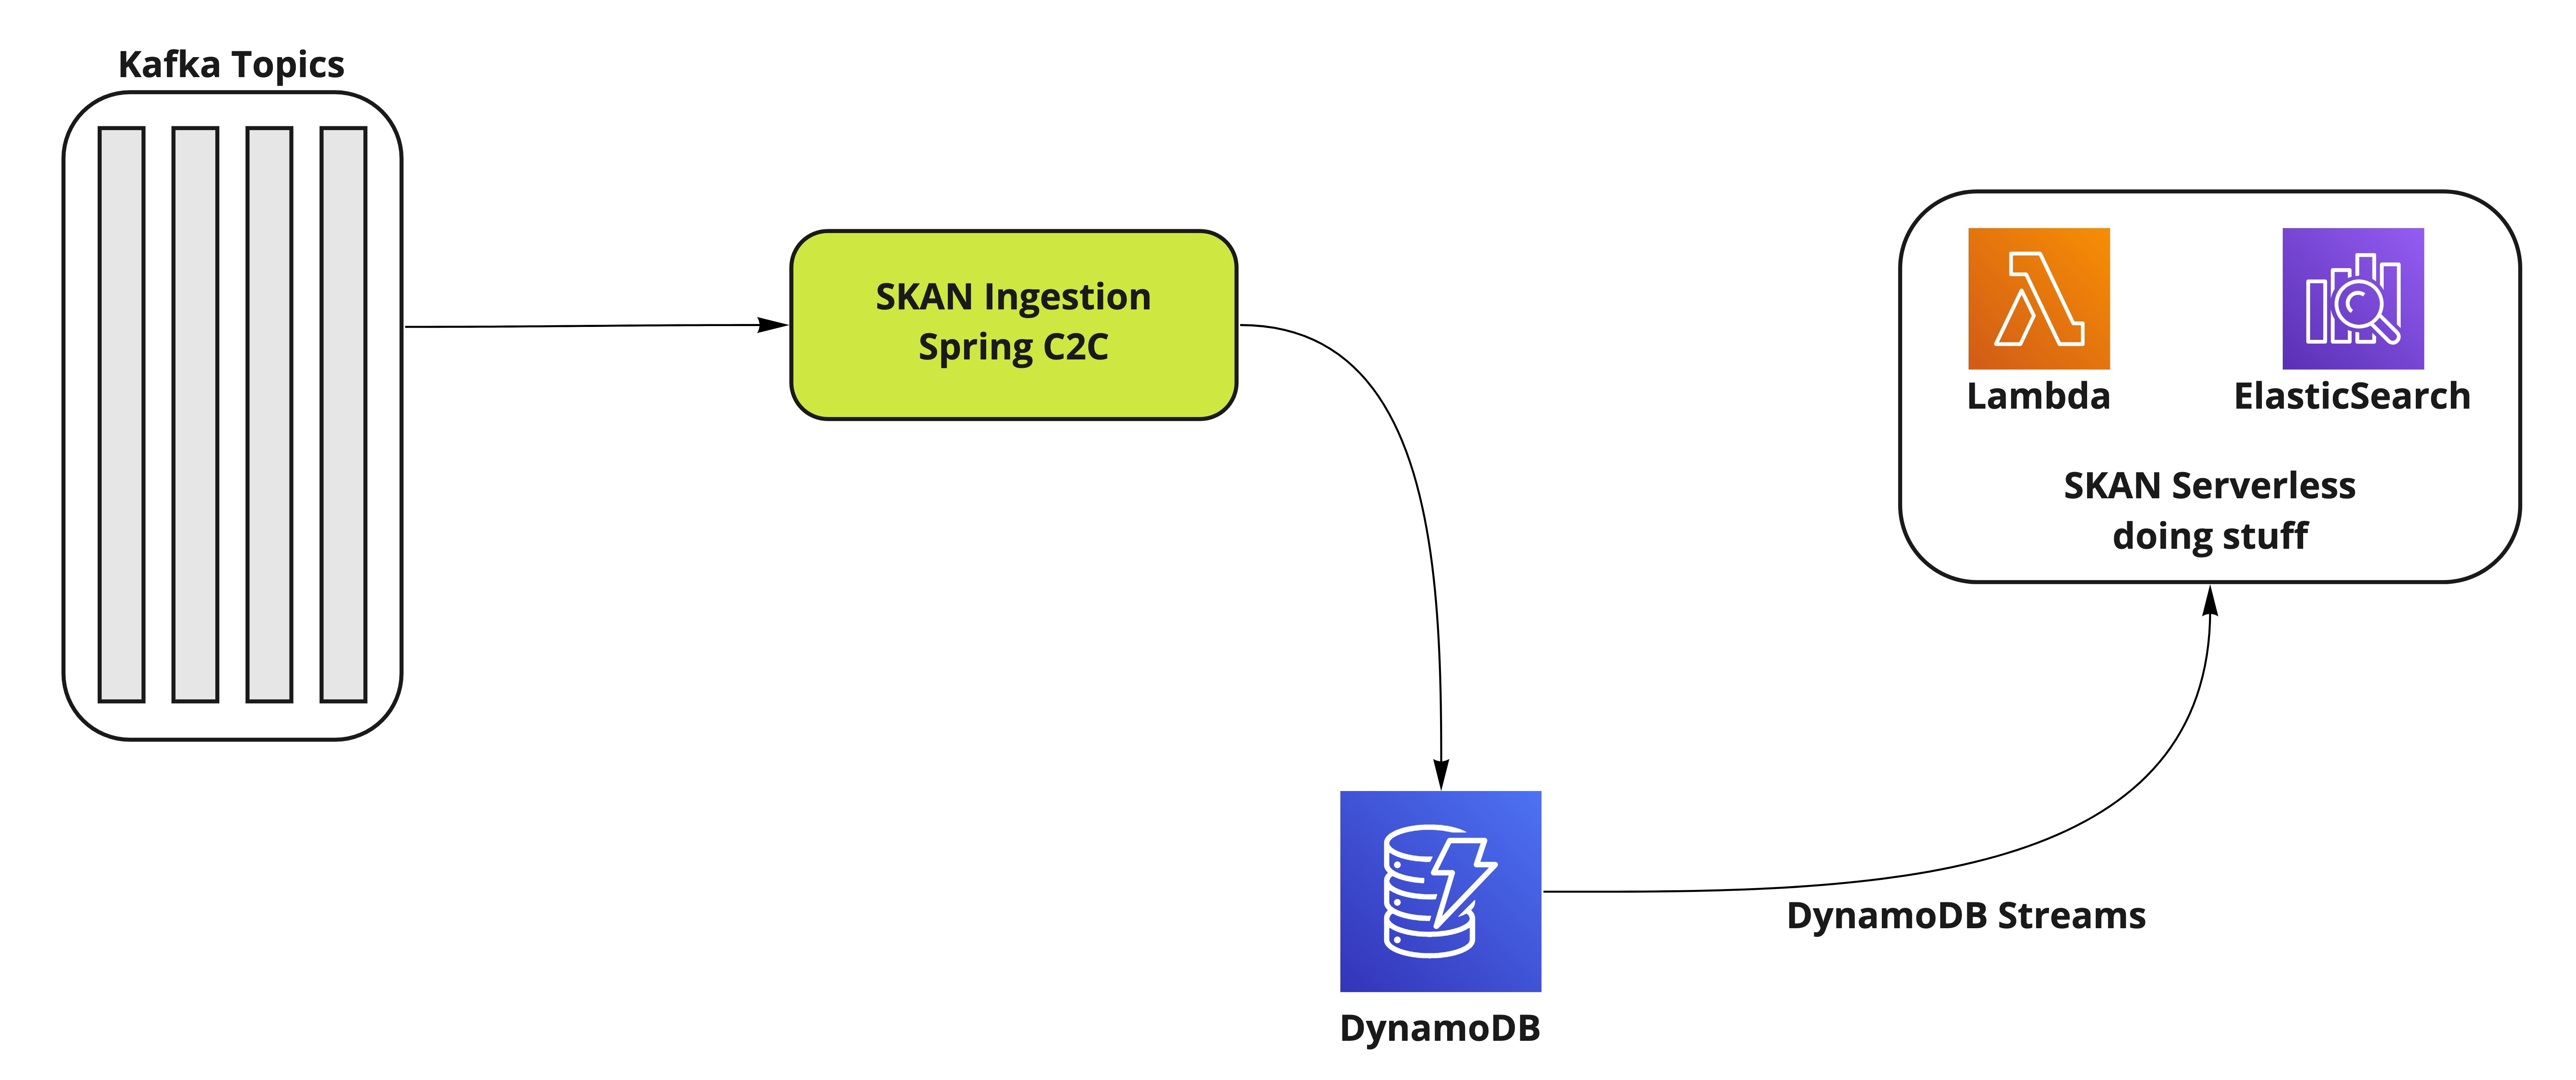 Kafka Topics
SKAN Ingestion
Spring C2C
Lambda
ElasticSearch
SKAN Serverless
doing stuff
DynamoDB Streams
DynamoDB